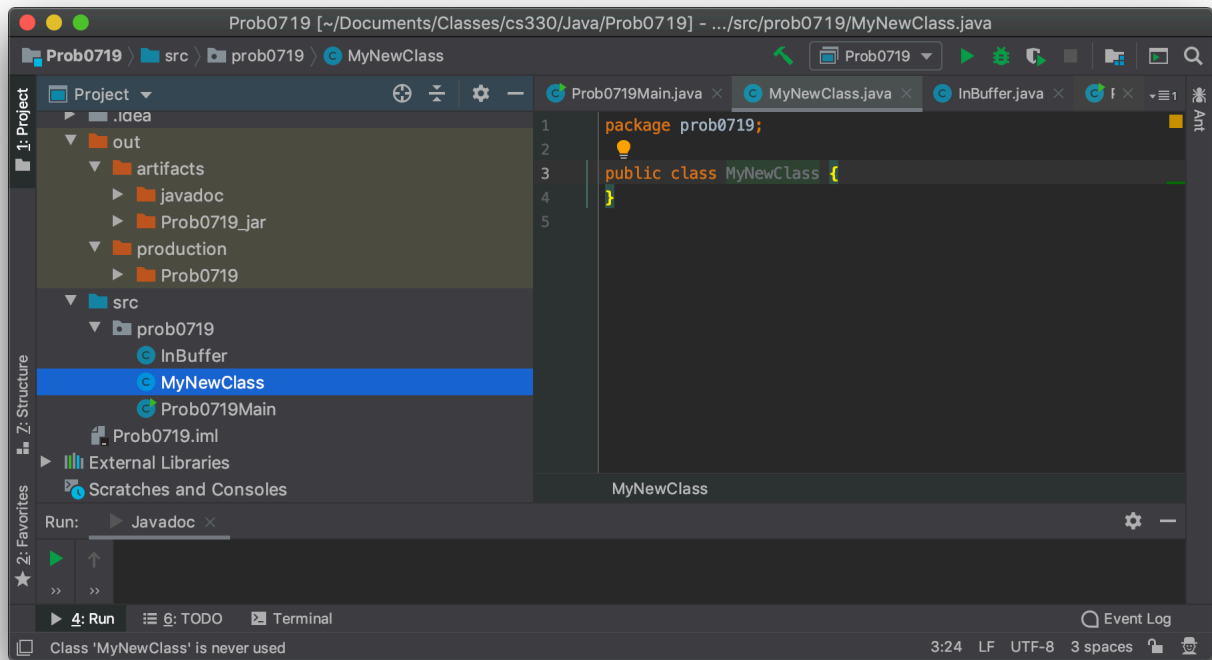 Prob0719 [~/Documents/Classes/cs330/Java/Prob0719] - .../src/prob0719/MyNewClass.java
Prob0719 src prob0719 MyNewClass Prob0719
1: Project
Project
.idea
out
artifacts
javadoc
Prob0719_jar
production
Prob0719
src
prob0719
InBuffer
MyNewClass
Prob0719Main
Prob0719.iml
External Libraries
Scratches and Consoles
Z: Structure
2: Favorites
Prob0719Main.java MyNewClass.java InBuffer.java 1
Ant
1 package prob0719;
2
3 public class MyNewClass {
4 }
5
MyNewClass
Run: Javadoc
4: Run 6: TODO Terminal Event Log
Class 'MyNewClass' is never used 3:24 LF UTF-8 3 spaces